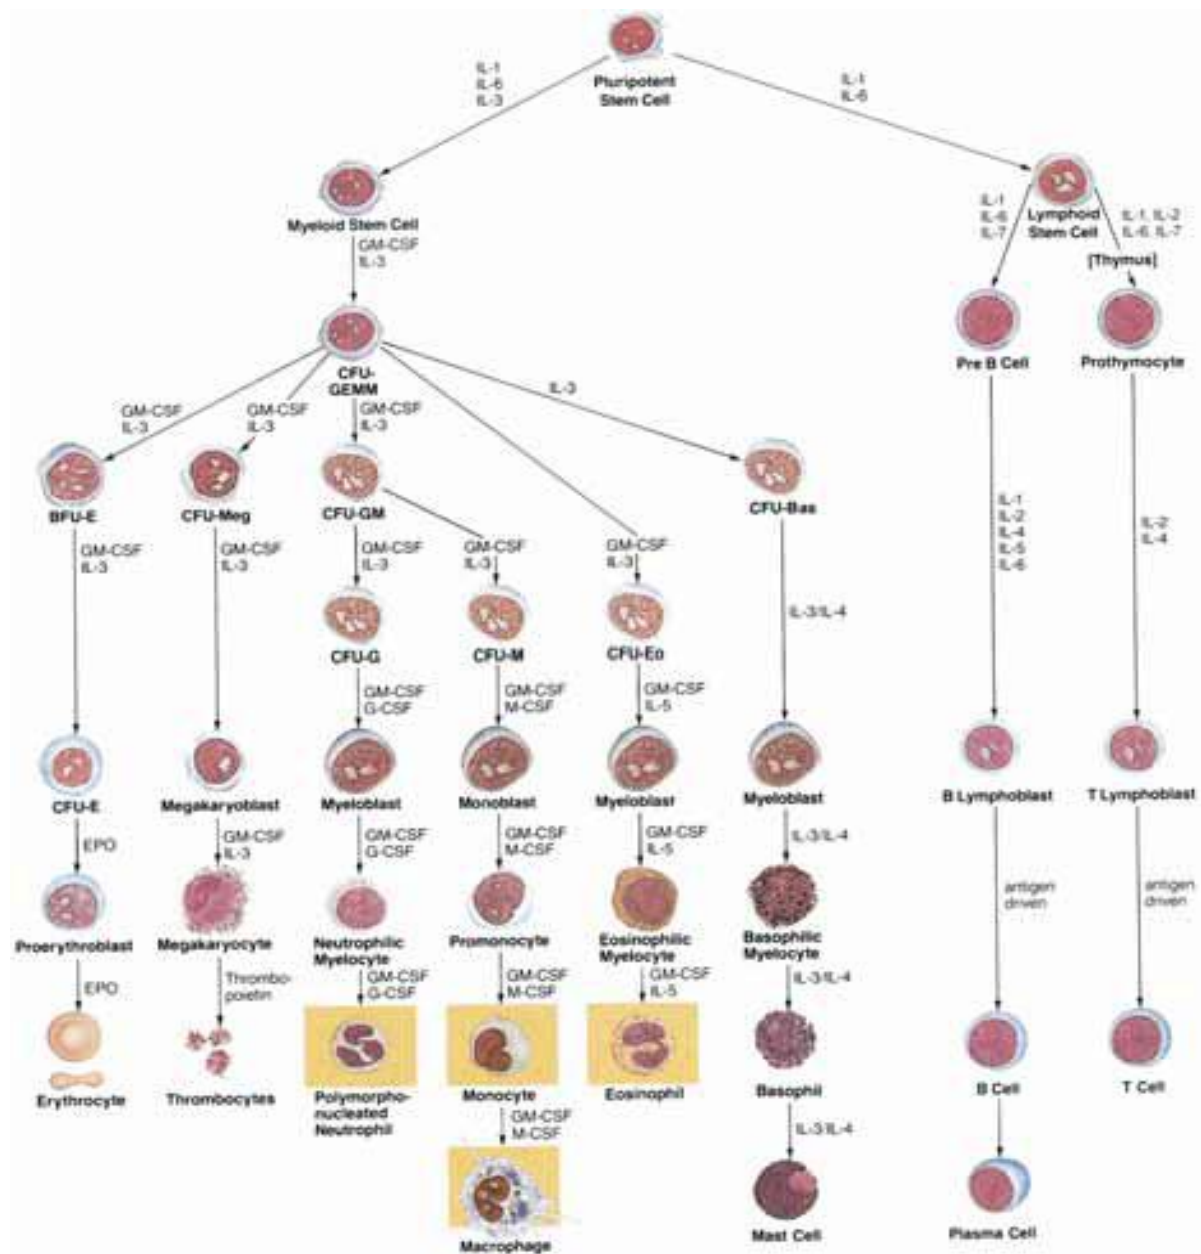 Pluripotent
Stem Cell
IL-1
IL-6
IL-3
IL-1
IL-6
Myeloid Stem Cell
Lymphoid
Stem Cell
GM-CSF
IL-3
IL-1
IL-6
IL-7
IL-1, IL-2
IL-6, IL-7
[Thymus]
CFU-
GEMM
Pre B Cell
Prothymocyte
GM-CSF
IL-3
GM-CSF
IL-3
GM-CSF
IL-3
IL-3
BFU-E
CFU-Meg
CFU-GM
CFU-Bas
GM-CSF
IL-3
GM-CSF
IL-3
GM-CSF
IL-3
GM-CSF
IL-3
GM-CSF
IL-3
IL-3/IL-4
IL-1
IL-2
IL-4
IL-5
IL-6
IL-2
IL-4
CFU-G
CFU-M
CFU-Eo
GM-CSF
G-CSF
GM-CSF
M-CSF
GM-CSF
IL-5
CFU-E
Megakaryoblast
Myeloblast
Monoblast
Myeloblast
Myeloblast
B Lymphoblast
T Lymphoblast
EPO
GM-CSF
IL-3
GM-CSF
G-CSF
GM-CSF
M-CSF
GM-CSF
IL-5
IL-3/IL-4
antigen
driven
antigen
driven
Proerythroblast
Megakaryocyte
Neutrophilic
Myelocyte
Promonocyte
Eosinophilic
Myelocyte
Basophilic
Myelocyte
EPO
Thrombo-
poietin
GM-CSF
G-CSF
GM-CSF
M-CSF
GM-CSF
IL-5
IL-3/IL-4
Erythrocyte
Thrombocytes
Polymorpho-
nucleated
Neutrophil
Monocyte
Eosinophil
Basophil
B Cell
T Cell
GM-CSF
M-CSF
IL-3/IL-4
Macrophage
Mast Cell
Plasma Cell